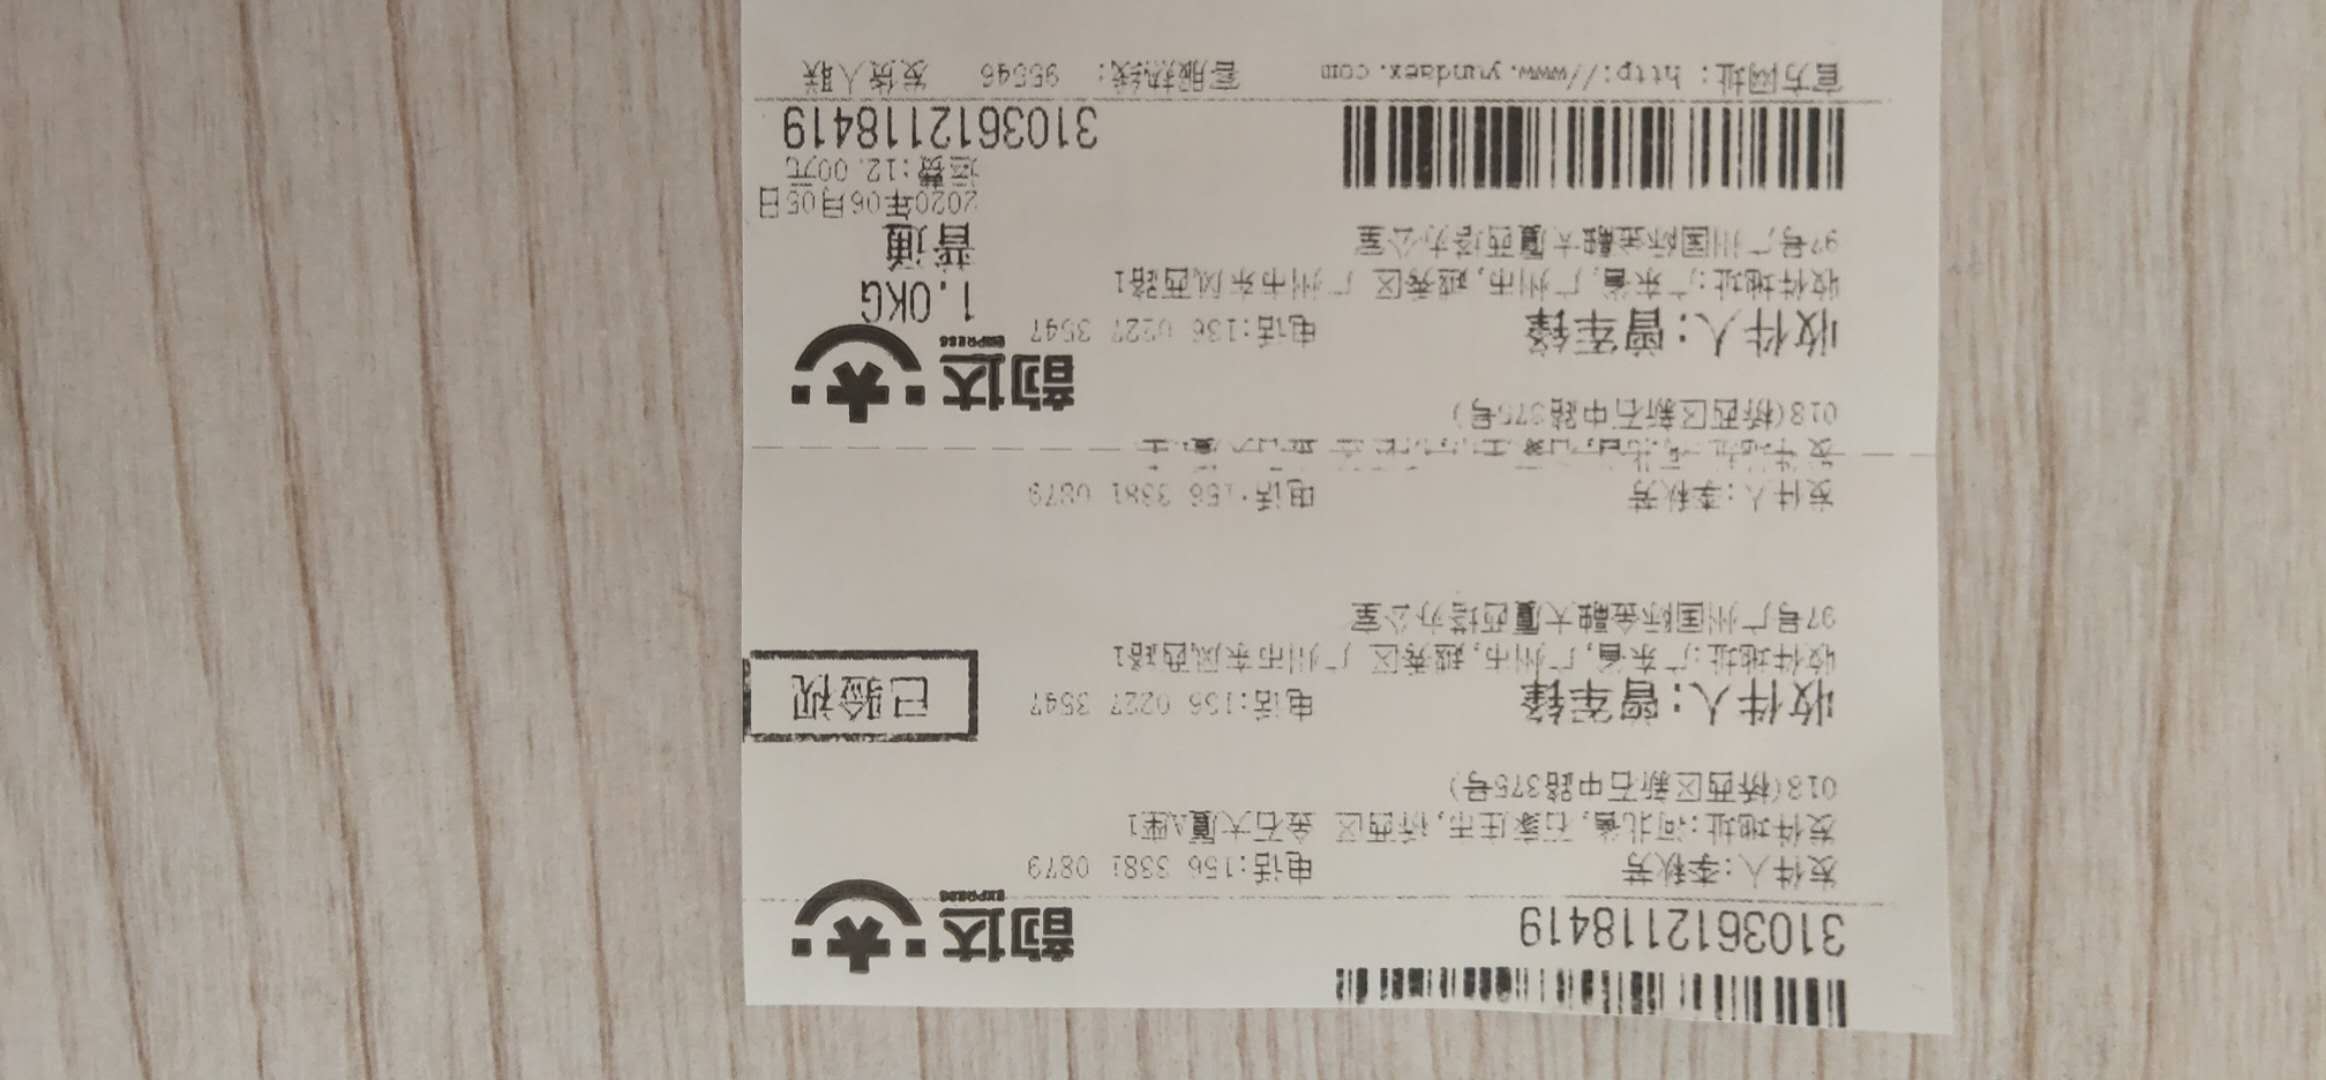 3103612118419
韵达
EXPRESS
发件人:李秋芳 电话:156 3381 0879
发件地址:河北省,石家庄市,桥西区 金石大厦A座1
018(桥西区新石中路375号)
收件人:曾军锋 电话:136 0227 3547
已验视
收件地址:广东省,广州市,越秀区 广州市东风西路1
97号广州国际金融大厦西塔办公室
发件人:李秋芳 电话:156 3381 0879
018(桥西区新石中路375号)
韵达
EXPRESS
收件人:曾军锋 电话:136 0227 3547
1.0KG
收件地址:广东省,广州市,越秀区 广州市东风西路1
97号广州国际金融大厦西塔办公室
普通
2020年06月05日
运费:12.00元
3103612118419
官方网址: http://www.yundaex.com 客服热线: 95546 发货人联